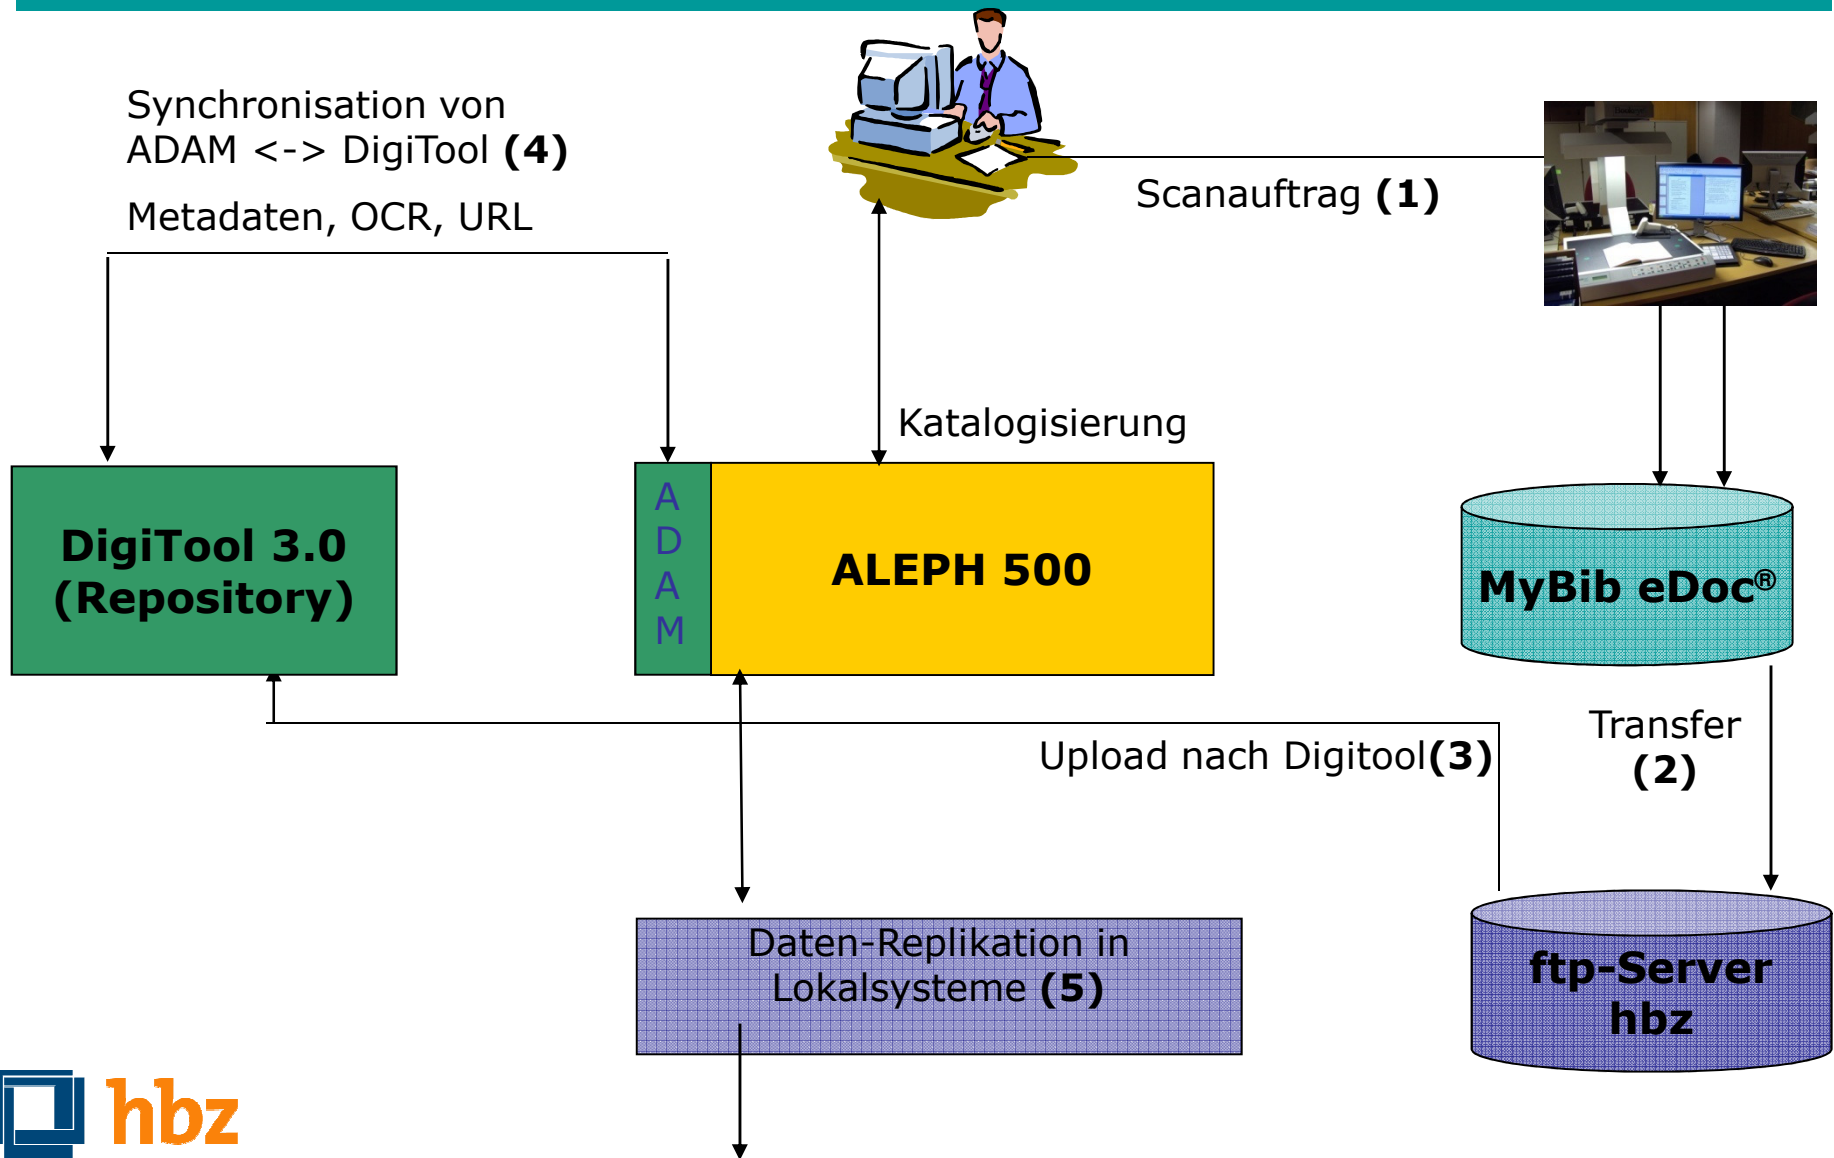 Synchronisation von
ADAM <-> DigiTool (4)
Metadaten, OCR, URL
Scanauftrag (1)
Katalogisierung
DigiTool 3.0
(Repository)
A
D
A
M
ALEPH 500
MyBib eDoc®
Transfer
(2)
Upload nach Digitool(3)
Daten-Replikation in
Lokalsysteme (5)
ftp-Server
hbz
hbz